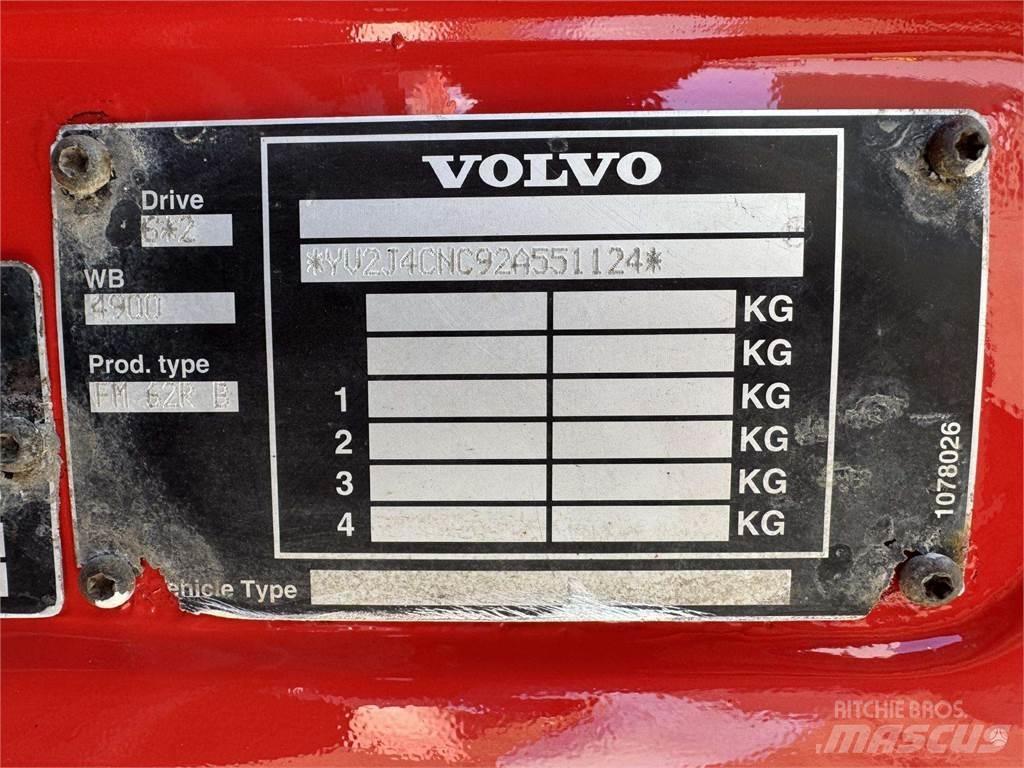 VOLVO
Drive
6*2
*YV2J4CNC92A551124*
WB
4900
KG
KG
Prod. type
FM 62R B
1 KG
2 KG
3 KG
4 KG
1078026
ehicle Type
RITCHIE BROS.
MASCUS